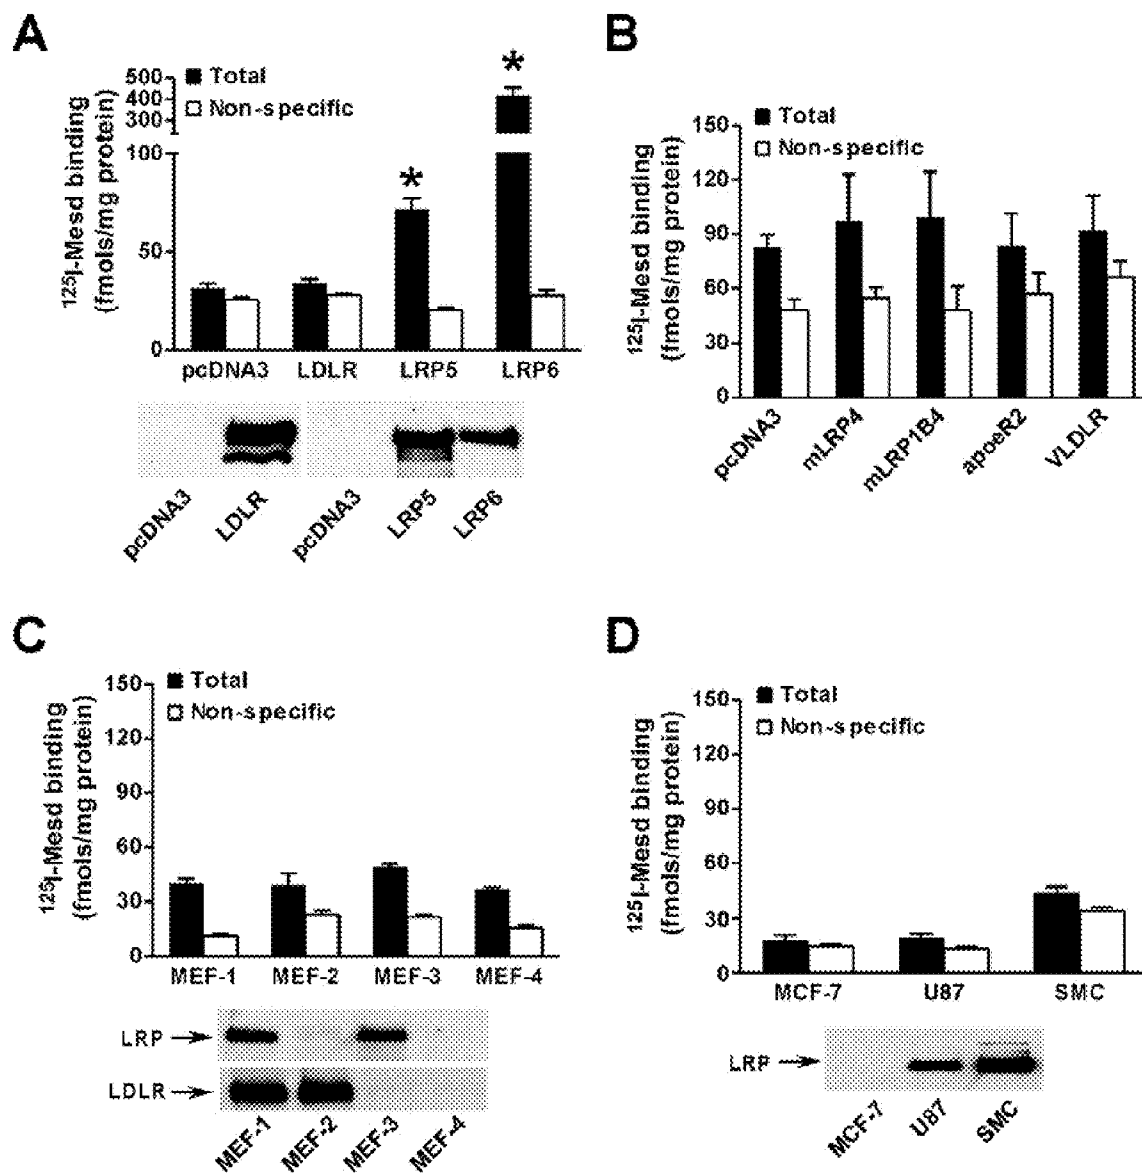 A
500
400
300
100
50
0
125I-Mesd binding
(fmols/mg protein)
Total
Non-specific
*
*
pcDNA3 LDLR LRP5 LRP6
pcDNA3 LDLR pcDNA3 LRP5 LRP6
B
150
120
90
60
30
0
125I-Mesd binding
(fmols/mg protein)
Total
Non-specific
pcDNA3 mLRP4 mLRP1B4 apoeR2 VLDLR
C
150
120
90
60
30
0
125I-Mesd binding
(fmols/mg protein)
Total
Non-specific
MEF-1 MEF-2 MEF-3 MEF-4
LRP
LDLR
MEF-1 MEF-2 MEF-3 MEF-4
D
150
120
90
60
30
0
125I-Mesd binding
(fmols/mg protein)
Total
Non-specific
MCF-7 U87 SMC
LRP
MCF-7 U87 SMC